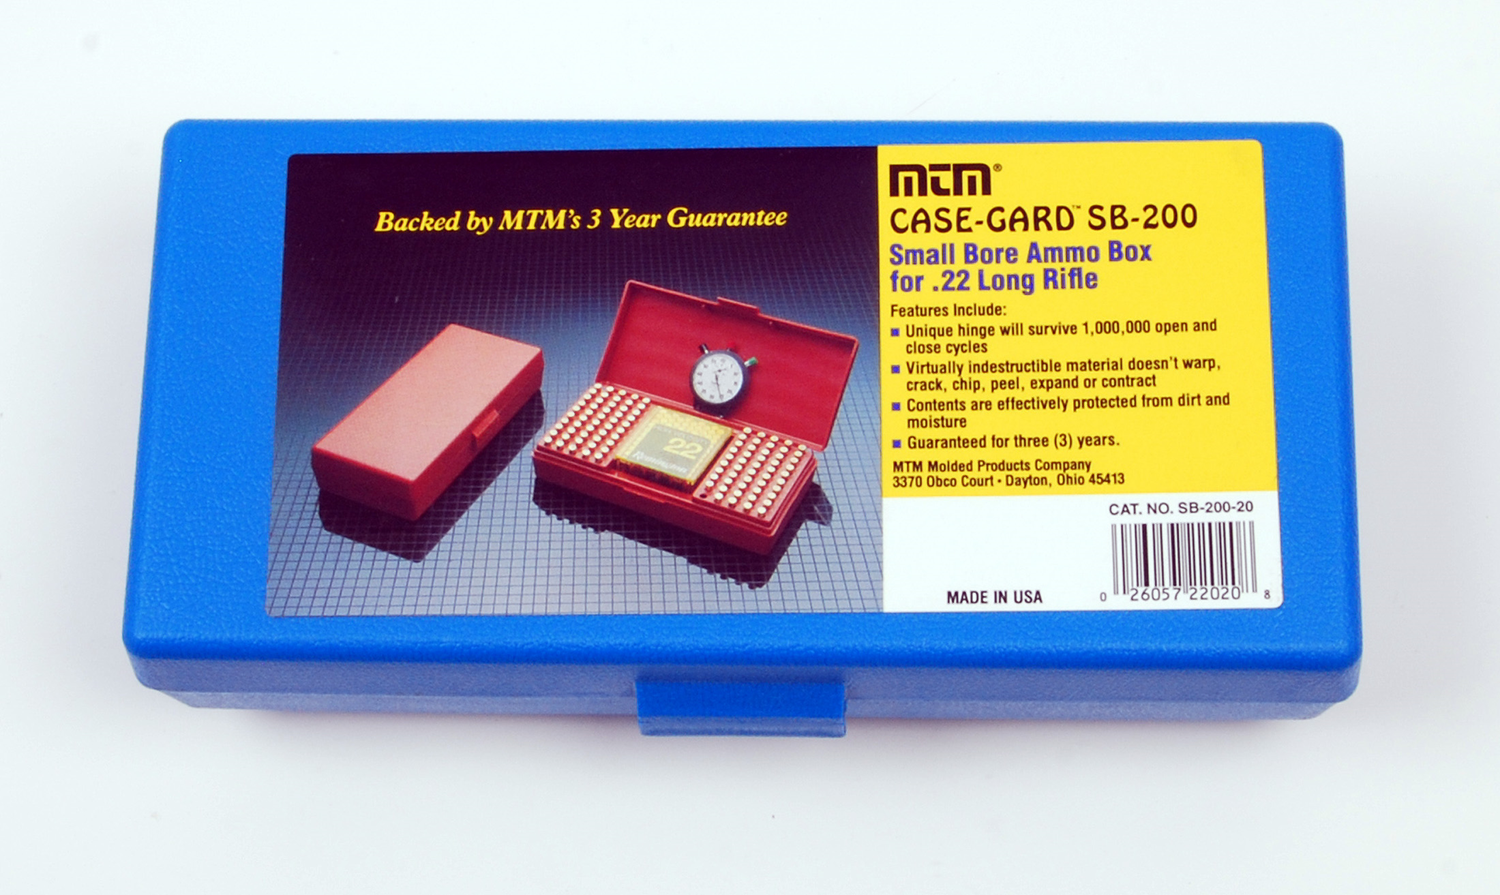 Backed by MTM's 3 Year Guarantee
mtm®
CASE-GARD™ SB-200
Small Bore Ammo Box
for .22 Long Rifle
Features Include:
Unique hinge will survive 1,000,000 open and
close cycles
Virtually indestructible material doesn't warp,
crack, chip, peel, expand or contract
Contents are effectively protected from dirt and
moisture
Guaranteed for three (3) years.
MTM Molded Products Company
3370 Obco Court • Dayton, Ohio 45413
CAT. NO. SB-200-20
MADE IN USA
0 26057 22020 8
22
Remington